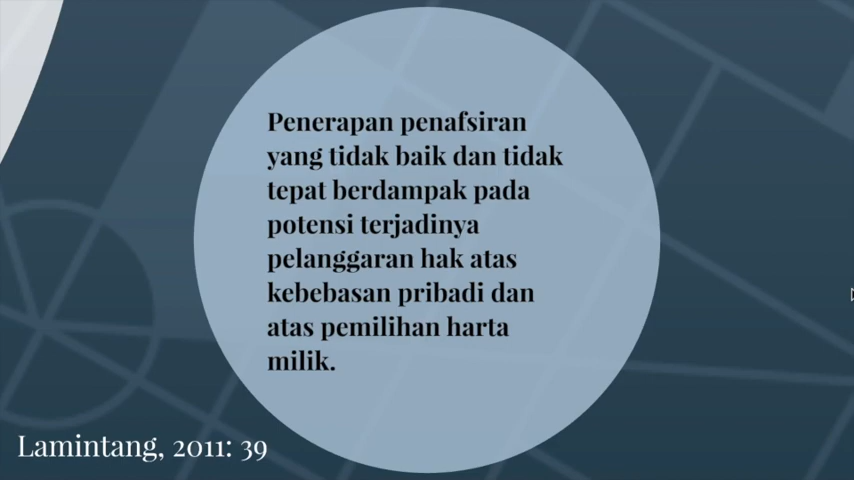 Penerapan penafsiran
yang tidak baik dan tidak
tepat berdampak pada
potensi terjadinya
pelanggaran hak atas
kebebasan pribadi dan
atas pemilihan harta
milik.
Lamintang, 2011: 39